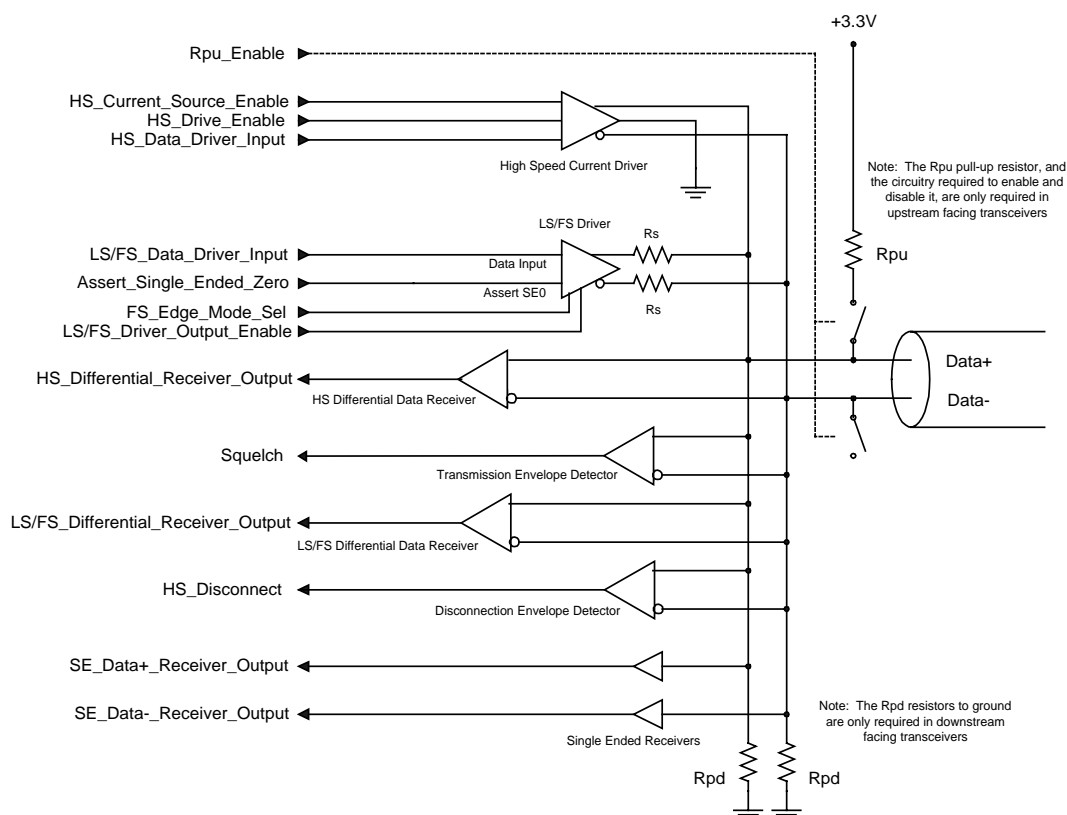 +3.3V
Rpu_Enable
HS_Current_Source_Enable
HS_Drive_Enable
HS_Data_Driver_Input
High Speed Current Driver
Note: The Rpu pull-up resistor, and
the circuitry required to enable and
disable it, are only required in
upstream facing transceivers
LS/FS Driver
Rs
Rpu
LS/FS_Data_Driver_Input
Data Input
Assert_Single_Ended_Zero
Assert SE0
Rs
FS_Edge_Mode_Sel
LS/FS_Driver_Output_Enable
Data+
HS_Differential_Receiver_Output
HS Differential Data Receiver
Data-
Squelch
Transmission Envelope Detector
LS/FS_Differential_Receiver_Output
LS/FS Differential Data Receiver
HS_Disconnect
Disconnection Envelope Detector
SE_Data+_Receiver_Output
SE_Data-_Receiver_Output
Single Ended Receivers
Note: The Rpd resistors to ground
are only required in downstream
facing transceivers
Rpd
Rpd